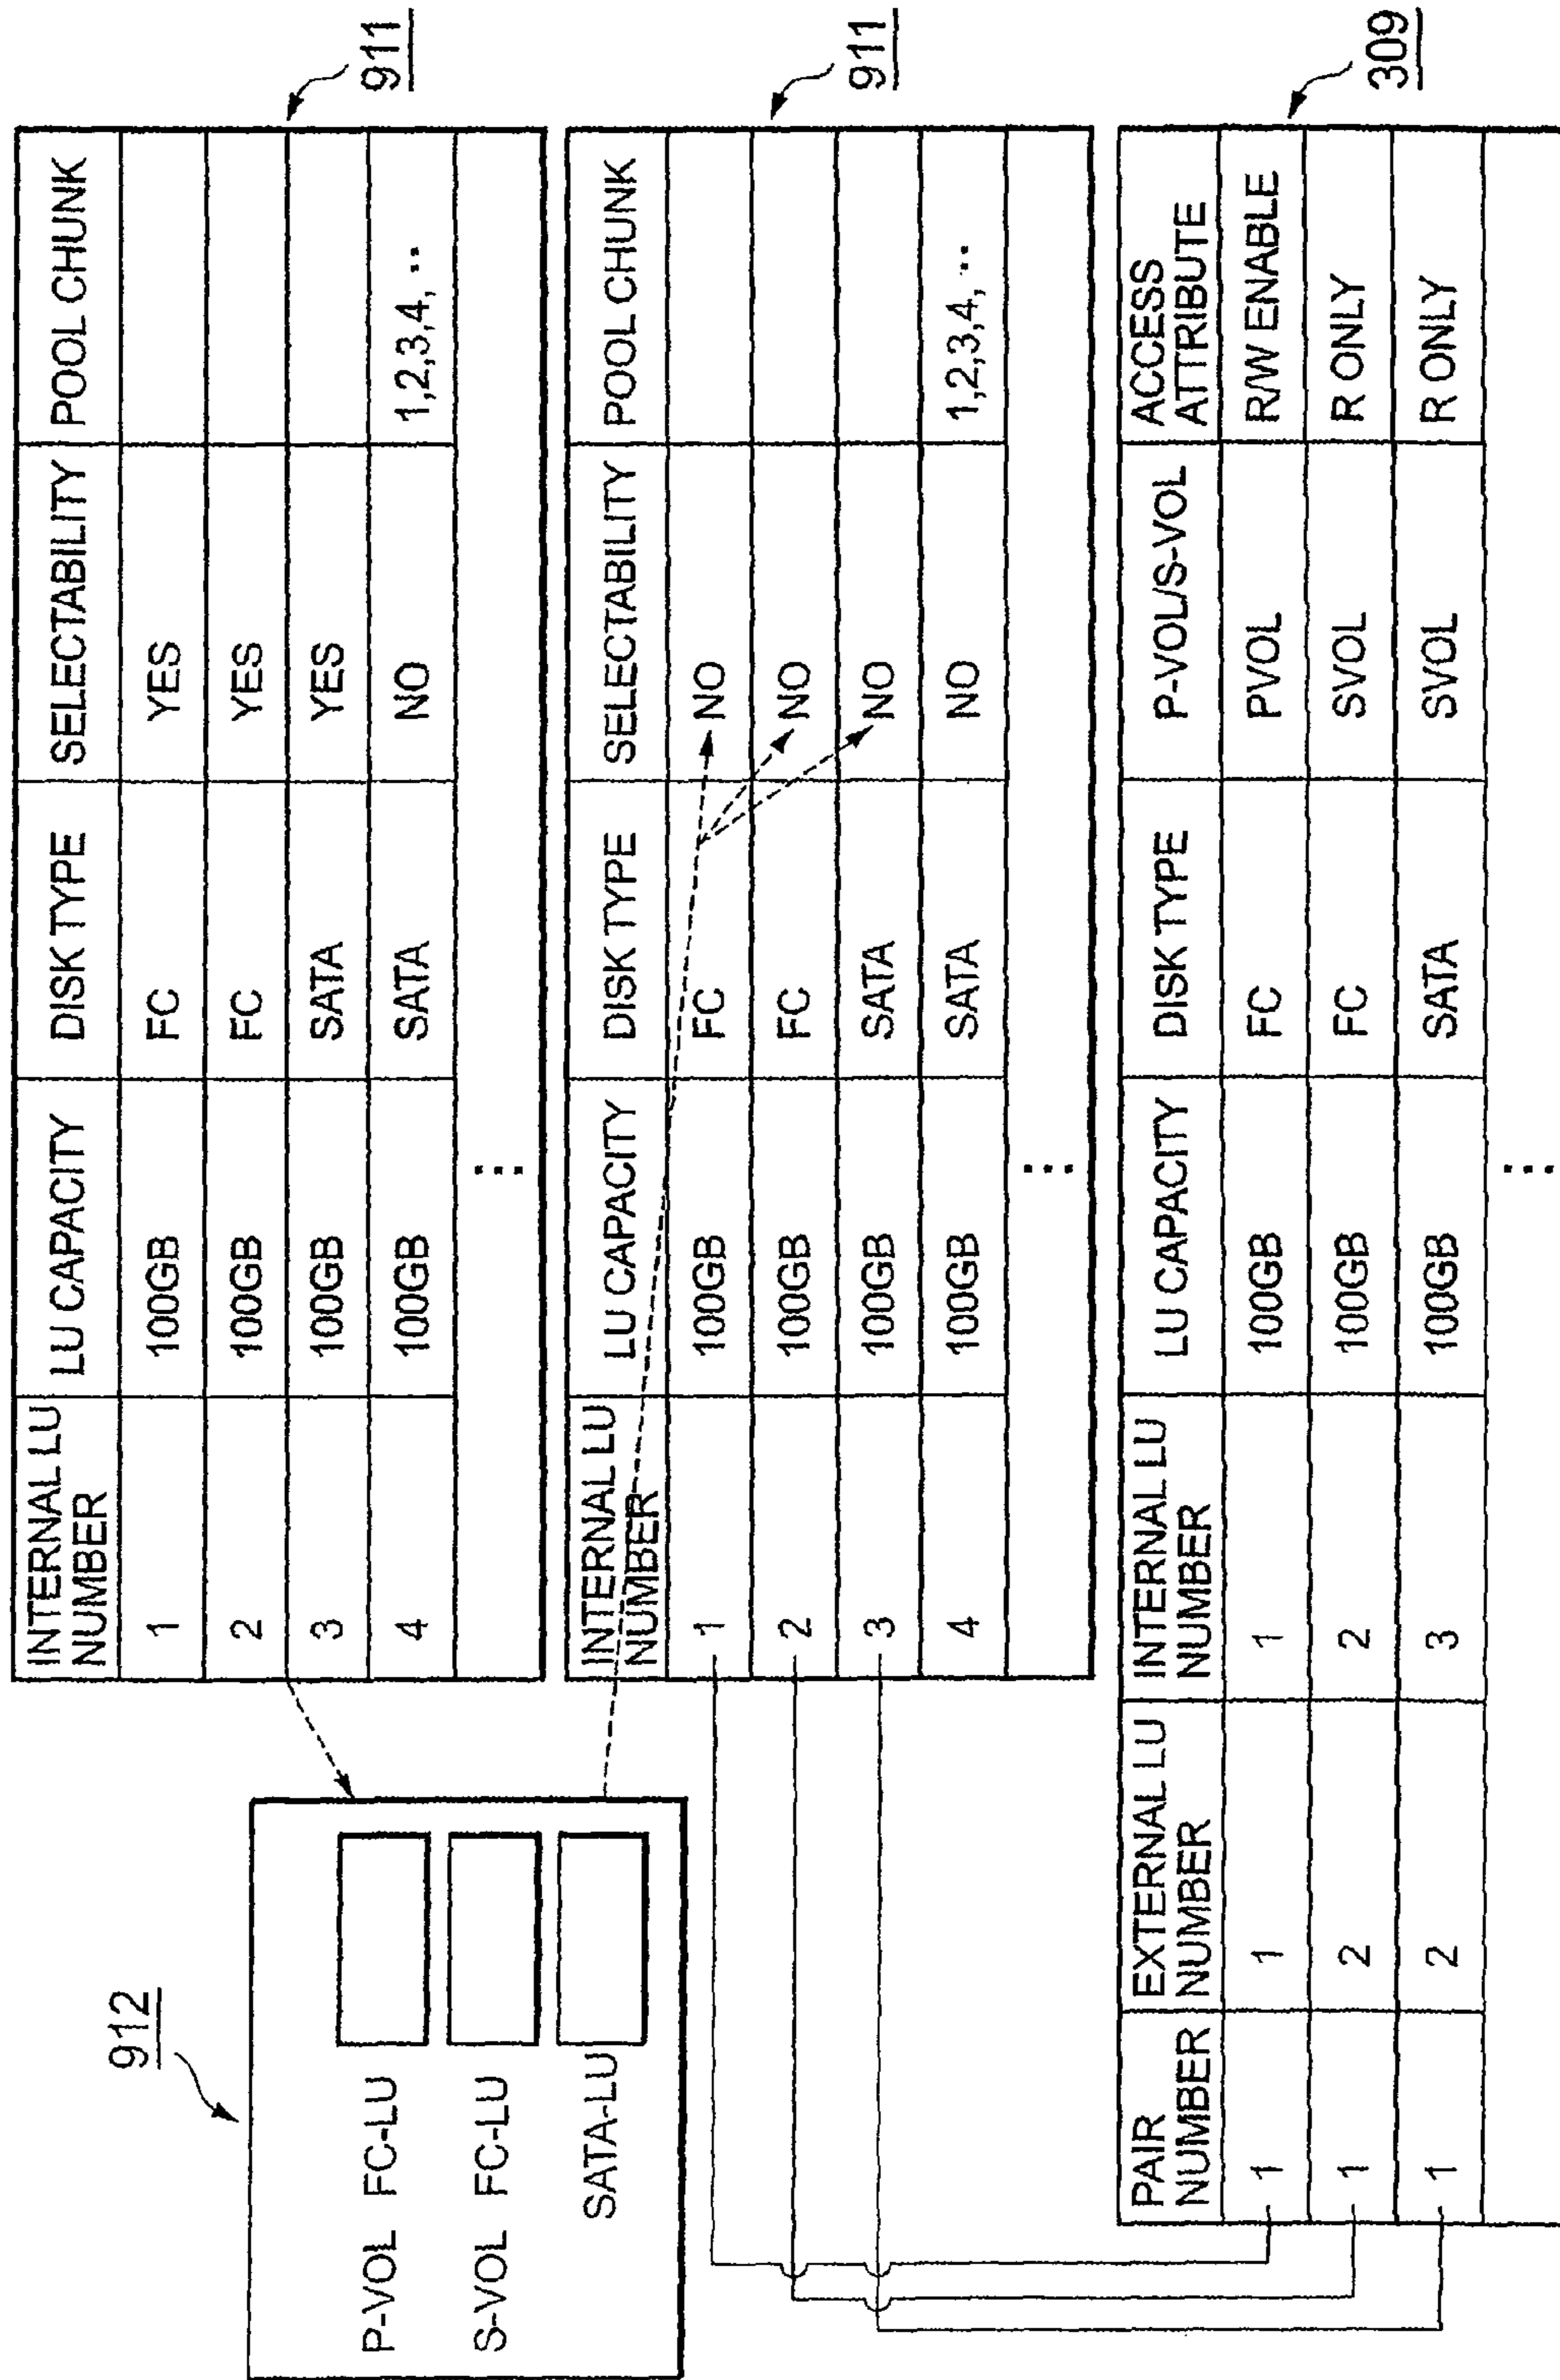 912
P-VOL FC-LU
S-VOL FC-LU
SATA-LU
INTERNAL LU NUMBER LU CAPACITY DISK TYPE SELECTABILITY POOL CHUNK
1 100GB FC YES
2 100GB FC YES
3 100GB SATA YES
4 100GB SATA NO 1,2,3,4, ..
...
911
INTERNAL LU NUMBER LU CAPACITY DISK TYPE SELECTABILITY POOL CHUNK
1 100GB FC NO
2 100GB FC NO
3 100GB SATA NO
4 100GB SATA NO 1,2,3,4, ..
...
911
PAIR NUMBER EXTERNAL LU NUMBER INTERNAL LU NUMBER LU CAPACITY DISK TYPE P-VOL/S-VOL ACCESS ATTRIBUTE
1 1 1 100GB FC PVOL R/W ENABLE
1 2 2 100GB FC SVOL R ONLY
1 2 3 100GB SATA SVOL R ONLY
...
309